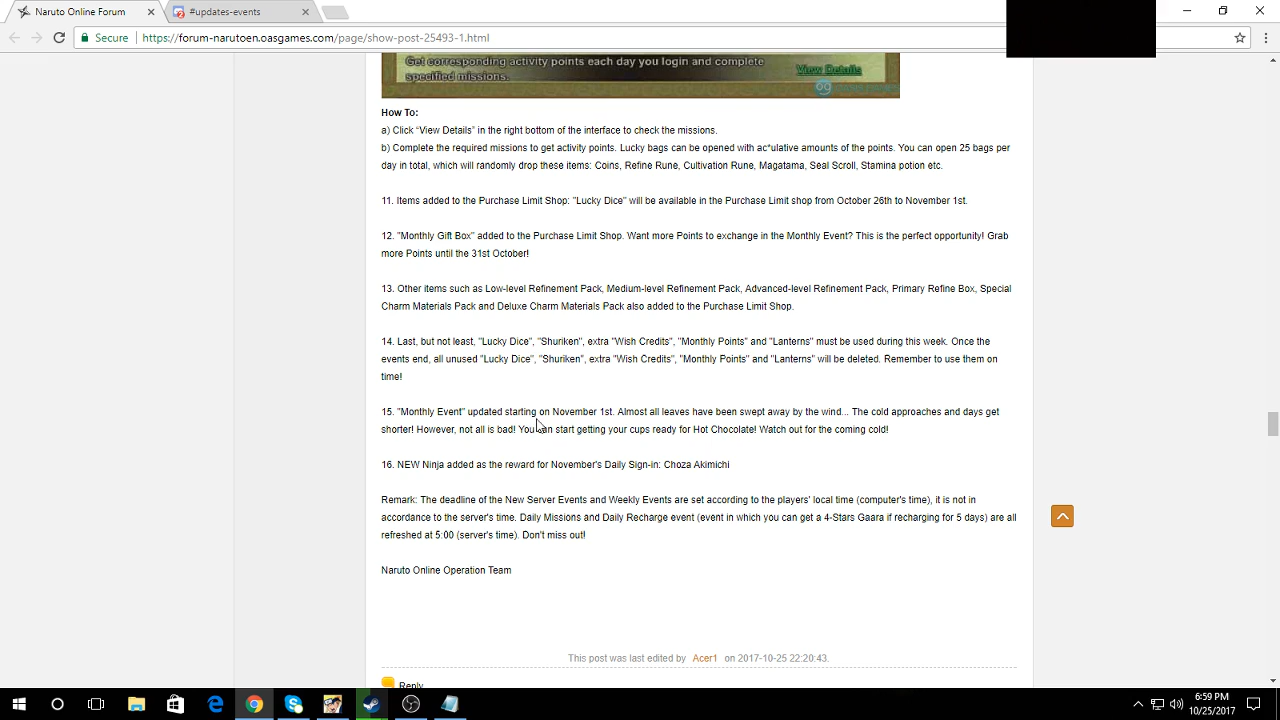 Naruto Online Forum
#updates-events
Secure
https://forum-narutoen.oasgames.com/page/show-post-25493-1.html
Get corresponding activity points each day you login and complete
specified missions.
View Details
How To:
a) Click "View Details" in the right bottom of the interface to check the missions.
b) Complete the required missions to get activity points. Lucky bags can be opened with ac*ulative amounts of the points. You can open 25 bags per
day in total, which will randomly drop these items: Coins, Refine Rune, Cultivation Rune, Magatama, Seal Scroll, Stamina potion etc.
11. Items added to the Purchase Limit Shop: "Lucky Dice" will be available in the Purchase Limit shop from October 26th to November 1st.
12. "Monthly Gift Box" added to the Purchase Limit Shop. Want more Points to exchange in the Monthly Event? This is the perfect opportunity! Grab
more Points until the 31st October!
13. Other items such as Low-level Refinement Pack, Medium-level Refinement Pack, Advanced-level Refinement Pack, Primary Refine Box, Special
Charm Materials Pack and Deluxe Charm Materials Pack also added to the Purchase Limit Shop.
14. Last, but not least, "Lucky Dice", "Shuriken", extra "Wish Credits", "Monthly Points" and "Lanterns" must be used during this week. Once the
events end, all unused "Lucky Dice", "Shuriken", extra "Wish Credits", "Monthly Points" and "Lanterns" will be deleted. Remember to use them on
time!
15. "Monthly Event" updated starting on November 1st. Almost all leaves have been swept away by the wind... The cold approaches and days get
shorter! However, not all is bad! You can start getting your cups ready for Hot Chocolate! Watch out for the coming cold!
16. NEW Ninja added as the reward for November's Daily Sign-in: Choza Akimichi
Remark: The deadline of the New Server Events and Weekly Events are set according to the players' local time (computer's time), it is not in
accordance to the server's time. Daily Missions and Daily Recharge event (event in which you can get a 4-Stars Gaara if recharging for 5 days) are all
refreshed at 5:00 (server's time). Don't miss out!
Naruto Online Operation Team
This post was last edited by Acer1 on 2017-10-25 22:20:43.
Reply
6:59 PM
10/25/2017